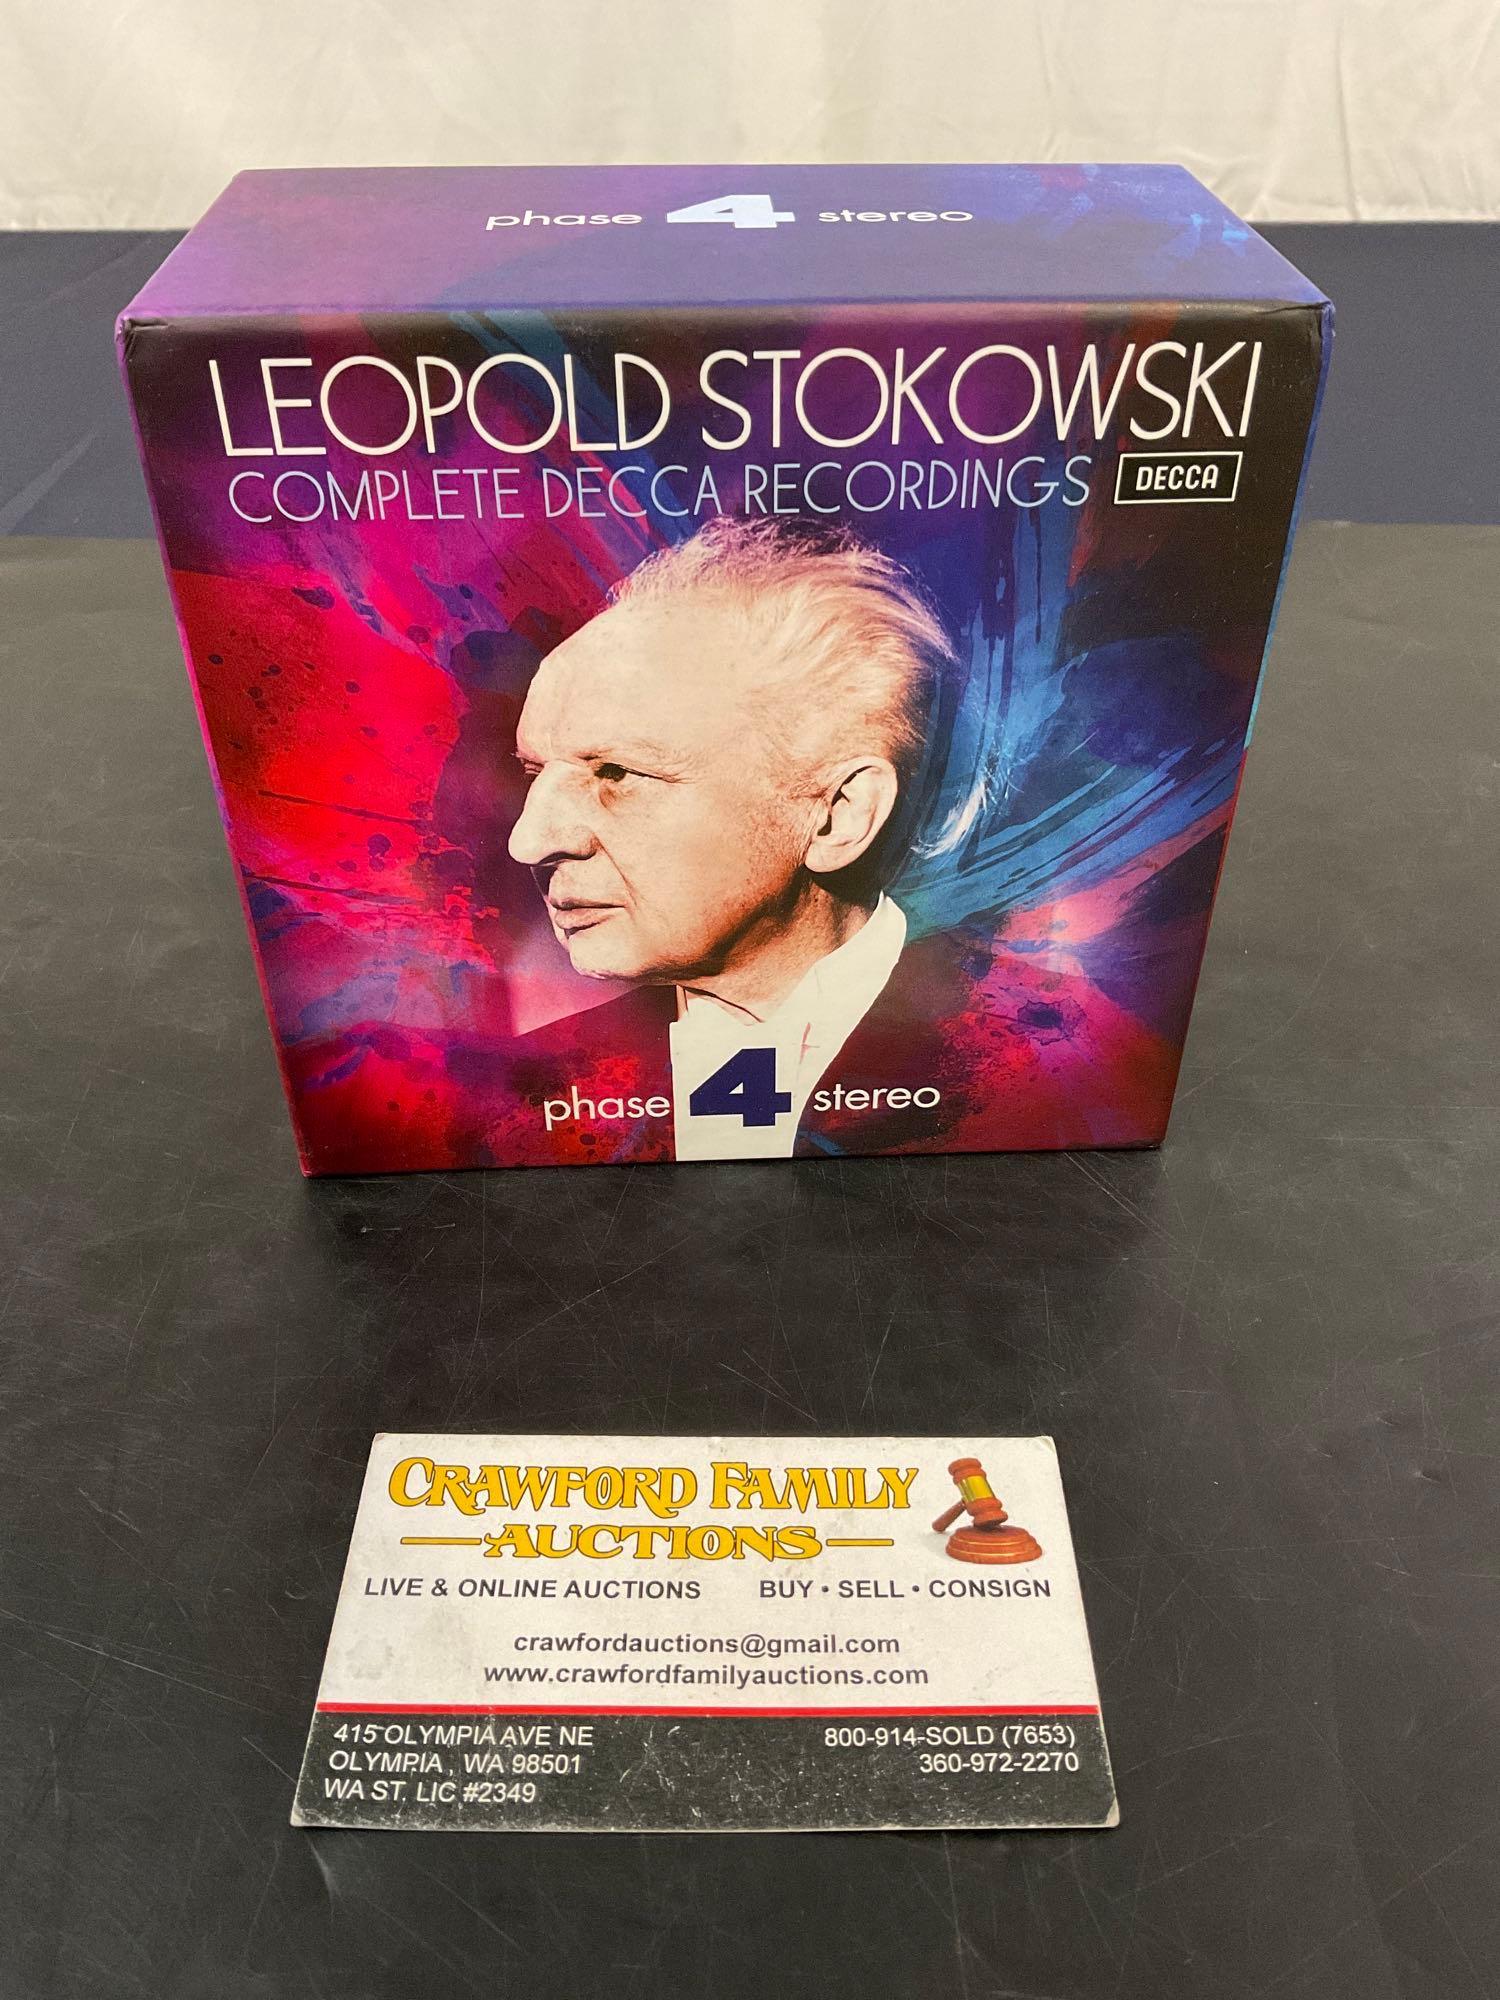 phase 4 stereo
LEOPOLD STOKOWSKI
COMPLETE DECCA RECORDINGS DECCA
phase 4 stereo
CRAWFORD FAMILY
AUCTIONS
LIVE & ONLINE AUCTIONS BUY • SELL • CONSIGN
crawfordauctions@gmail.com
www.crawfordfamilyauctions.com
415 OLYMPIA AVE NE 800-914-SOLD (7653)
OLYMPIA , WA 98501 360-972-2270
WA ST. LIC #2349